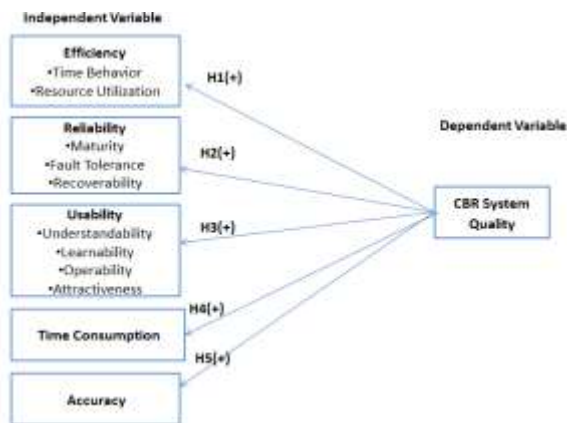 Independent Variable
Efficiency
•Time Behavior
•Resource Utilization
H1(+)
Reliability
•Maturity
•Fault Tolerance
•Recoverability
H2(+)
Dependent Variable
Usability
•Understandability
•Learnability
•Operability
•Attractiveness
H3(+)
CBR System
Quality
Time Consumption
H4(+)
Accuracy
H5(+)